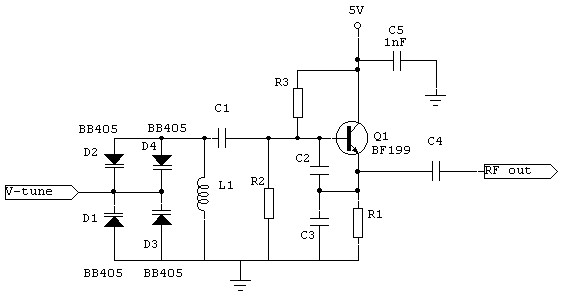 5V
C5
1nF
R3
C1
BB405
BB405
D2
D4
Q1
BF199
C2
C4
V-tune
L1
R2
RF out
D1
C3
R1
D3
BB405
BB405